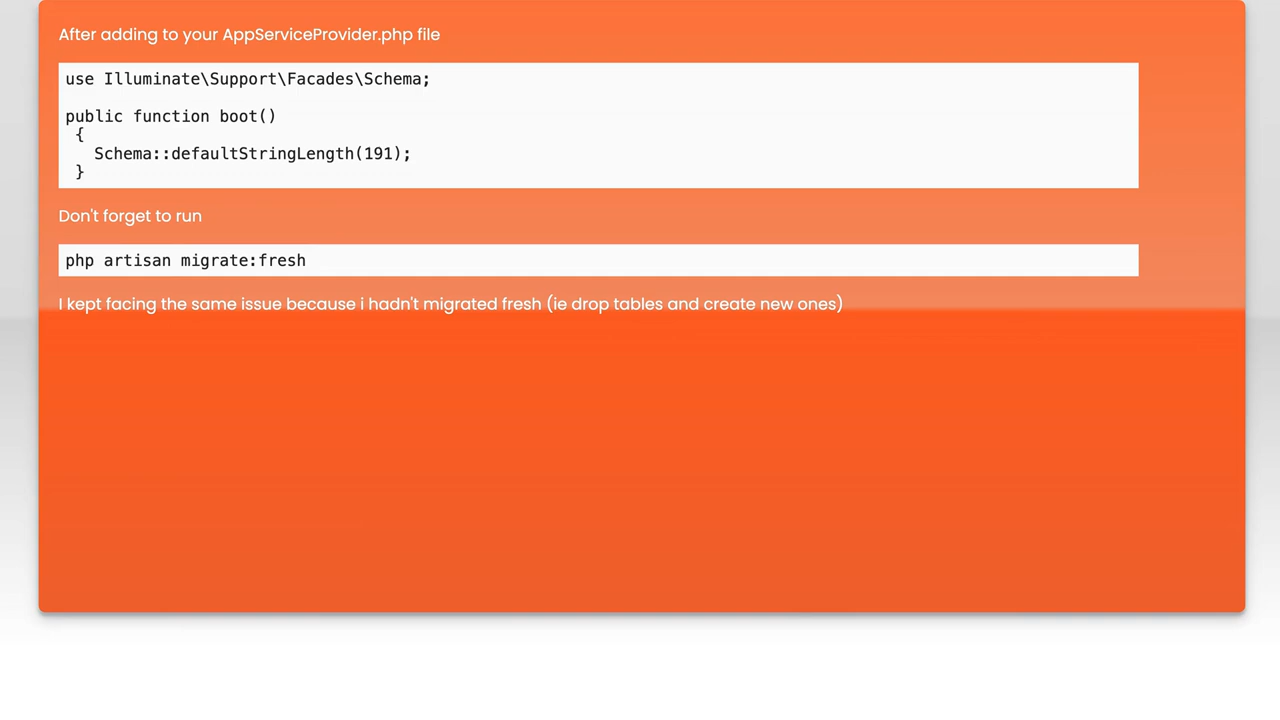 After adding to your AppServiceProvider.php file
use Illuminate\Support\Facades\Schema;
public function boot()
{
Schema::defaultStringLength(191);
}
Don't forget to run
php artisan migrate:fresh
I kept facing the same issue because i hadn't migrated fresh (ie drop tables and create new ones)